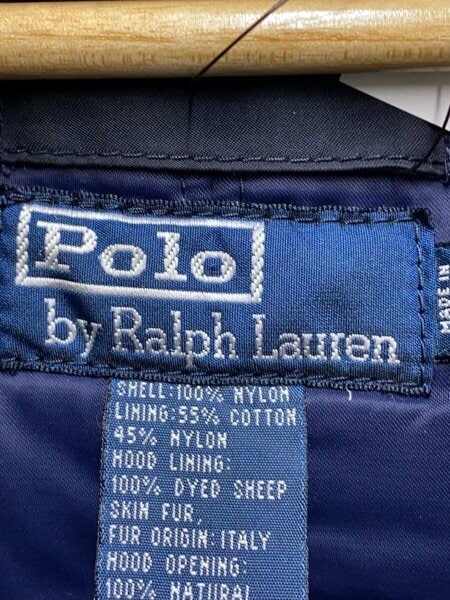 Polo
by Ralph Lauren
MADE IN
SHELL:100% NYLON
LINING:55% COTTON
45% NYLON
HOOD LINING:
100% DYED SHEEP
SKIN FUR,
FUR ORIGIN:ITALY
HOOD OPENING:
100% NATURAL